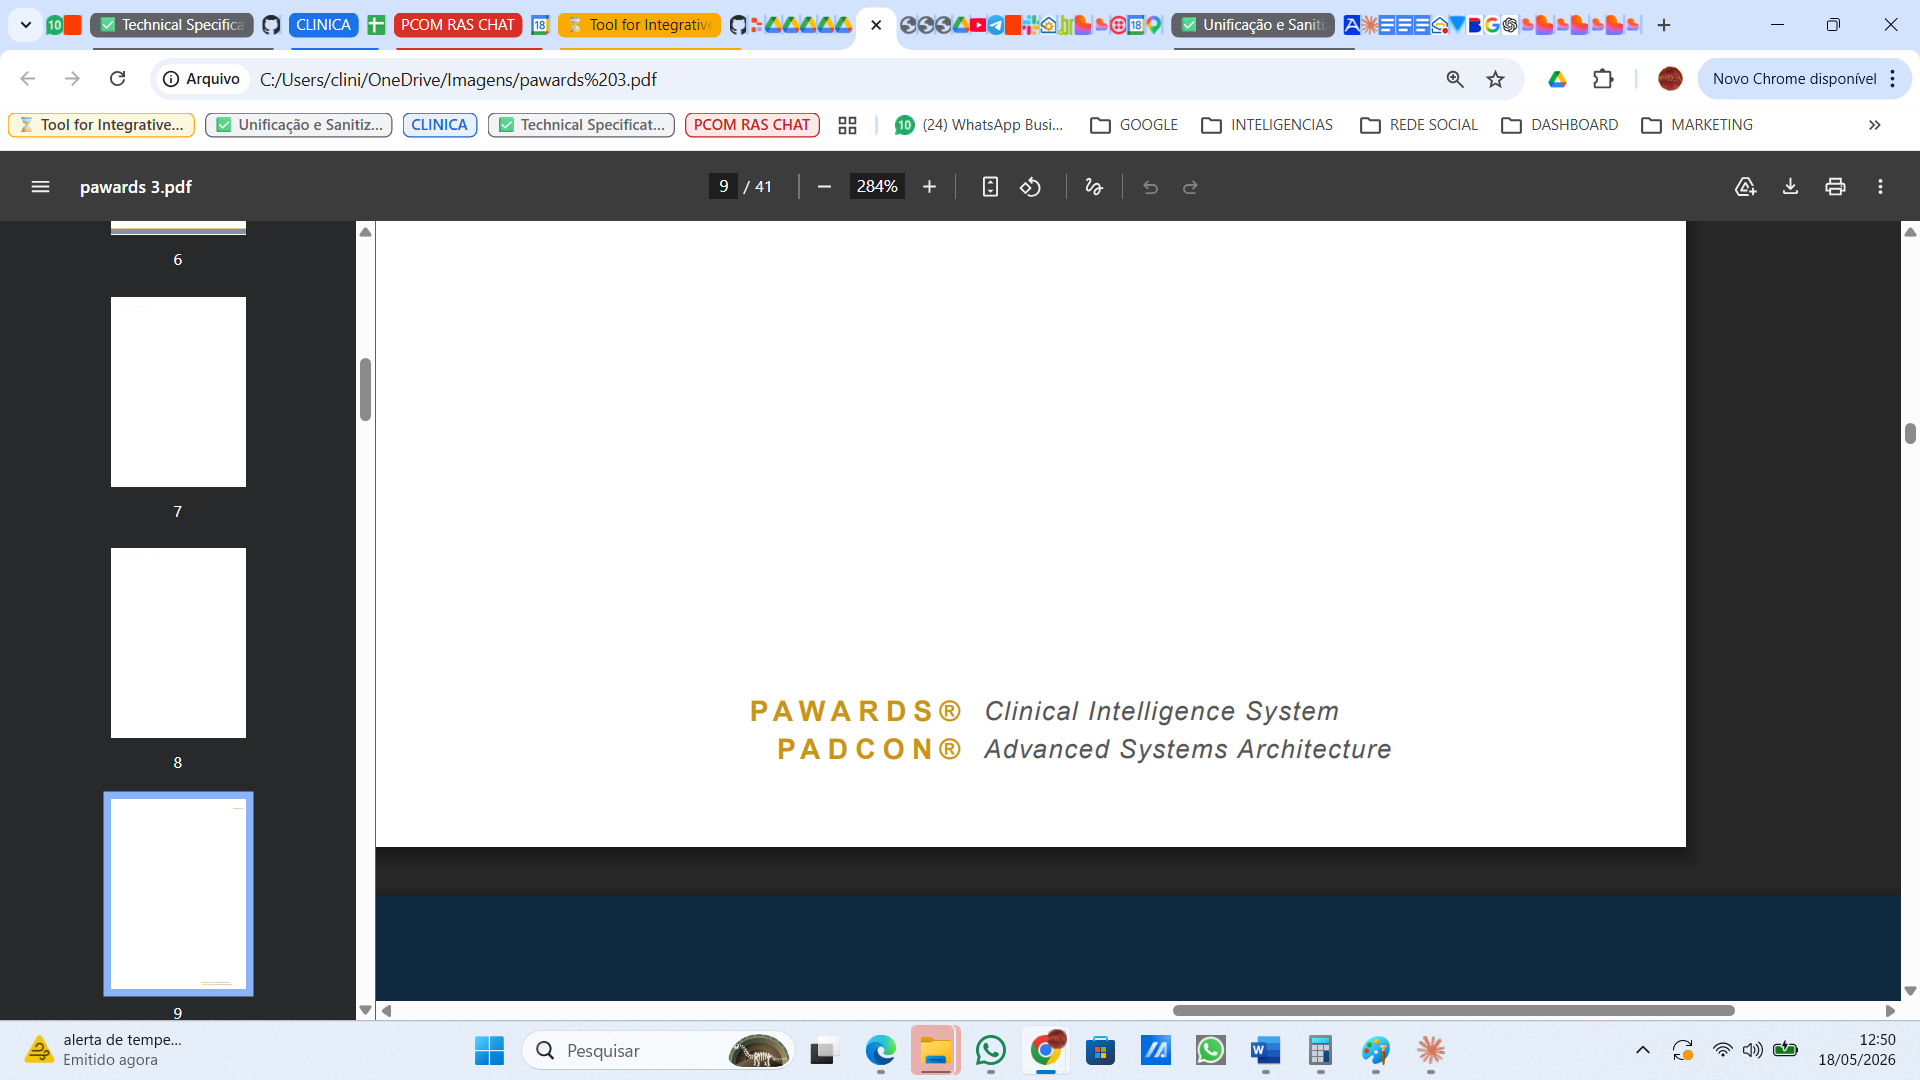 10
Technical Specifica
CLINICA
PCOM RAS CHAT
18
Tool for Integrative
18
Unificação e Saniti
Arquivo
C:/Users/clini/OneDrive/Imagens/pawards%203.pdf
Novo Chrome disponível
Tool for Integrative...
Unificação e Sanitiz...
CLINICA
Technical Specificat...
PCOM RAS CHAT
10
(24) WhatsApp Busi...
GOOGLE
INTELIGENCIAS
REDE SOCIAL
DASHBOARD
MARKETING
pawards 3.pdf
9 / 41
284%
6
7
8
9
PAWARDS® Clinical Intelligence System
PADCON® Advanced Systems Architecture
alerta de tempe...
Emitido agora
Pesquisar
12:50
18/05/2026